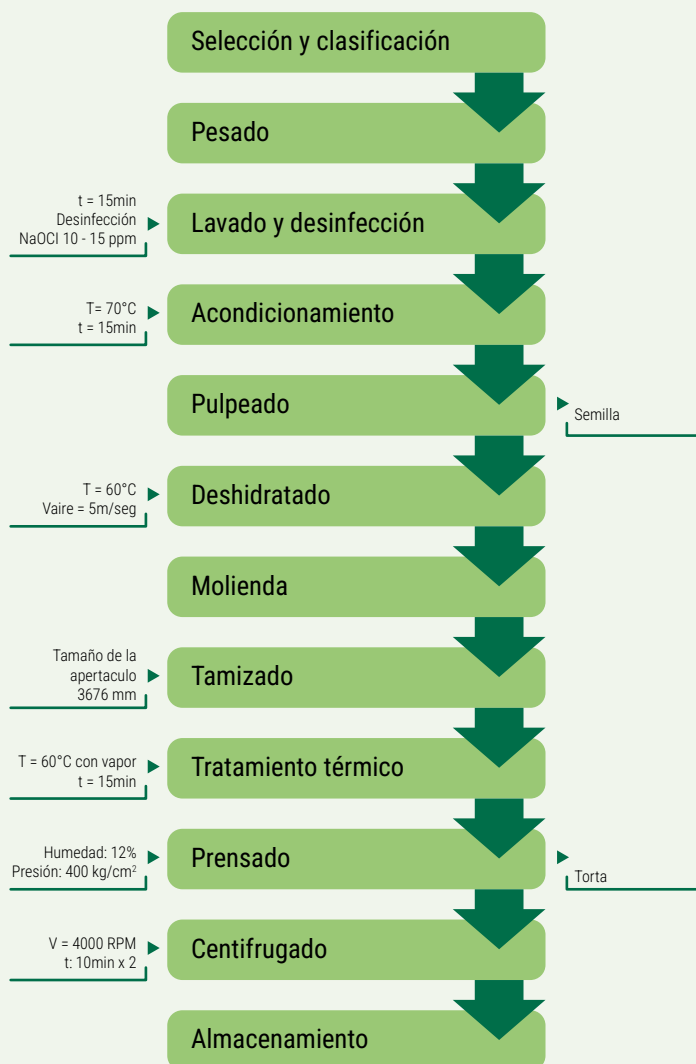 Selección y clasificación
Pesado
t = 15min
Desinfección
NaOCl 10 - 15 ppm
Lavado y desinfección
T= 70°C
t = 15min
Acondicionamiento
Pulpeado
Semilla
T = 60°C
Vaire = 5m/seg
Deshidratado
Molienda
Tamaño de la
apertaculo
3676 mm
Tamizado
T = 60°C con vapor
t = 15min
Tratamiento térmico
Humedad: 12%
Presión: 400 kg/cm²
Prensado
Torta
V = 4000 RPM
t: 10min x 2
Centifrugado
Almacenamiento